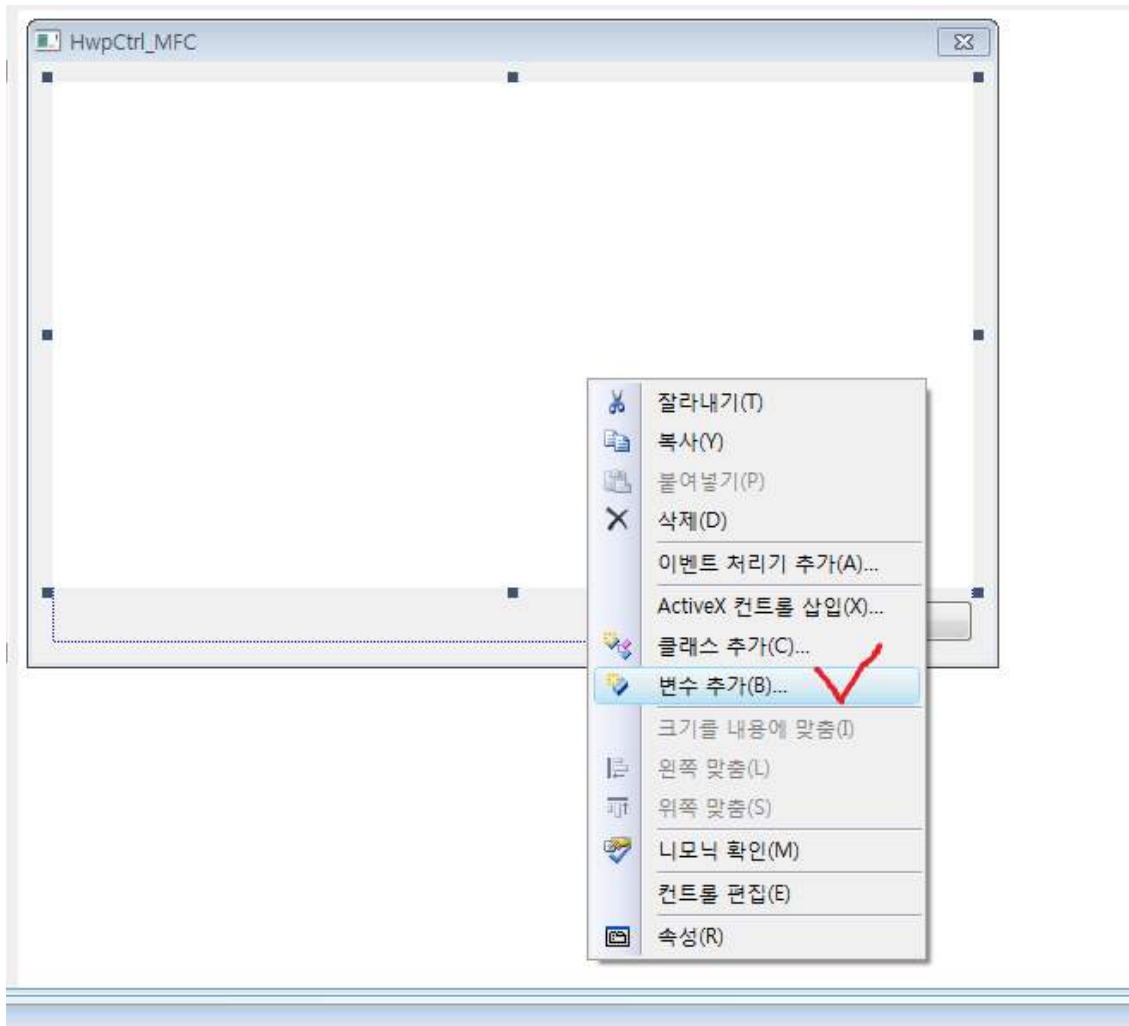 HwpCtrl_MFC
잘라내기(T)
복사(Y)
붙여넣기(P)
삭제(D)
이벤트 처리기 추가(A)...
ActiveX 컨트롤 삽입(X)...
클래스 추가(C)...
변수 추가(B)...
크기를 내용에 맞춤(I)
왼쪽 맞춤(L)
위쪽 맞춤(S)
니모닉 확인(M)
컨트롤 편집(E)
속성(R)